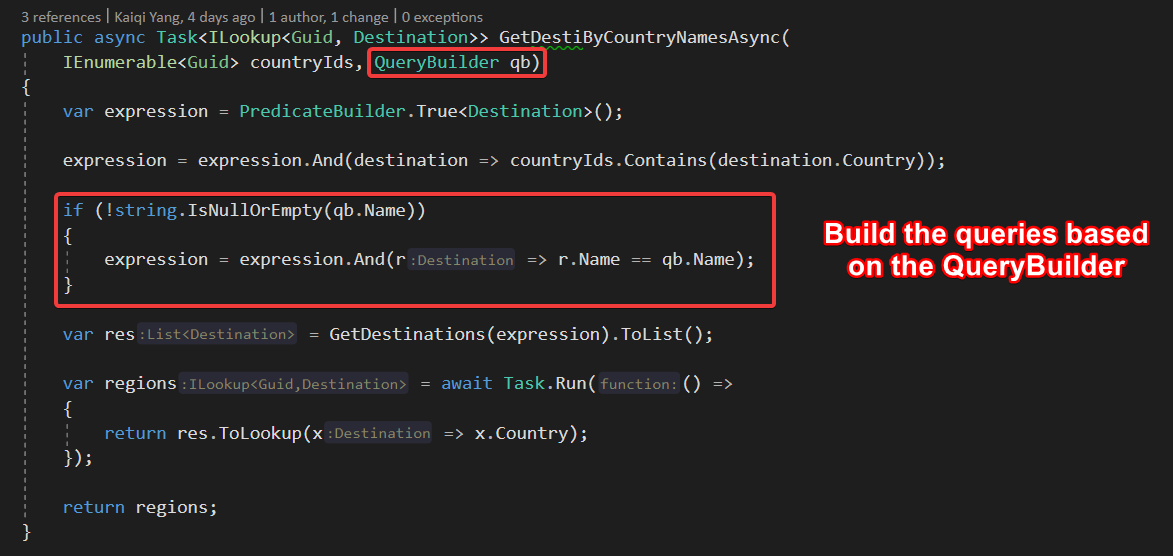 3 references | Kaiqi Yang, 4 days ago | 1 author, 1 change | 0 exceptions
public async Task<ILookup<Guid, Destination>> GetDestiByCountryNamesAsync(
    IEnumerable<Guid> countryIds, QueryBuilder qb)
{
    var expression = PredicateBuilder.True<Destination>();
    expression = expression.And(destination => countryIds.Contains(destination.Country));
    if (!string.IsNullOrEmpty(qb.Name))
    {
        expression = expression.And(r:Destination => r.Name == qb.Name);
    }
Build the queries based
on the QueryBuilder
    var res:List<Destination> = GetDestinations(expression).ToList();
    var regions:ILookup<Guid,Destination> = await Task.Run(function:() =>
    {
        return res.ToLookup(x:Destination => x.Country);
    });
    return regions;
}